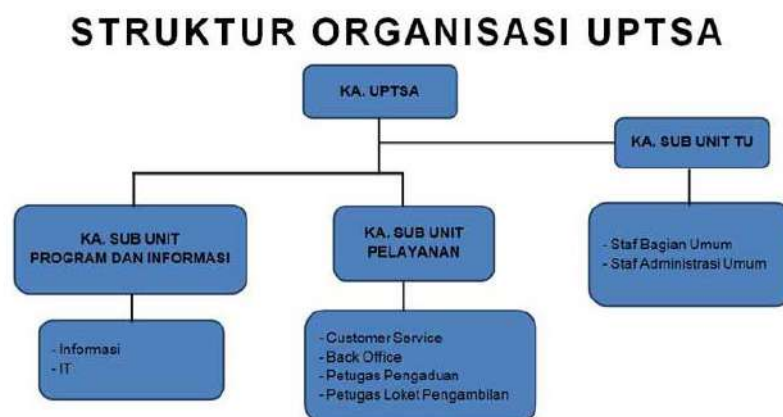 STRUKTUR ORGANISASI UPTSA
KA. UPTSA
KA. SUB UNIT TU
- Staf Bagian Umum
- Staf Administrasi Umum
KA. SUB UNIT
PROGRAM DAN INFORMASI
- Informasi
- IT
KA. SUB UNIT
PELAYANAN
- Customer Service
- Back Office
- Petugas Pengaduan
- Petugas Loket Pengambilan